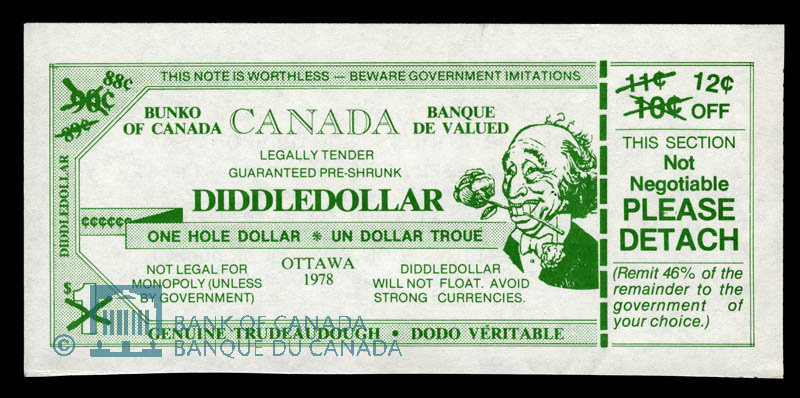 THIS NOTE IS WORTHLESS — BEWARE GOVERNMENT IMITATIONS
90¢ 88¢
89¢
BUNKO
OF CANADA
CANADA
BANQUE
DE VALUED
LEGALLY TENDER
GUARANTEED PRE-SHRUNK
DIDDLEDOLLAR
DIDDLEDOLLAR
¢¢¢¢¢¢
ONE HOLE DOLLAR * UN DOLLAR TROUE
NOT LEGAL FOR
MONOPOLY (UNLESS
BY GOVERNMENT)
OTTAWA
1978
DIDDLEDOLLAR
WILL NOT FLOAT. AVOID
STRONG CURRENCIES.
$1
GENUINE TRUDEAUDOUGH • DODO VÉRITABLE
11¢ 12¢
10¢ OFF
THIS SECTION
Not
Negotiable
PLEASE
DETACH
(Remit 46% of the
remainder to the
government of
your choice.)
© BANK OF CANADA
BANQUE DU CANADA